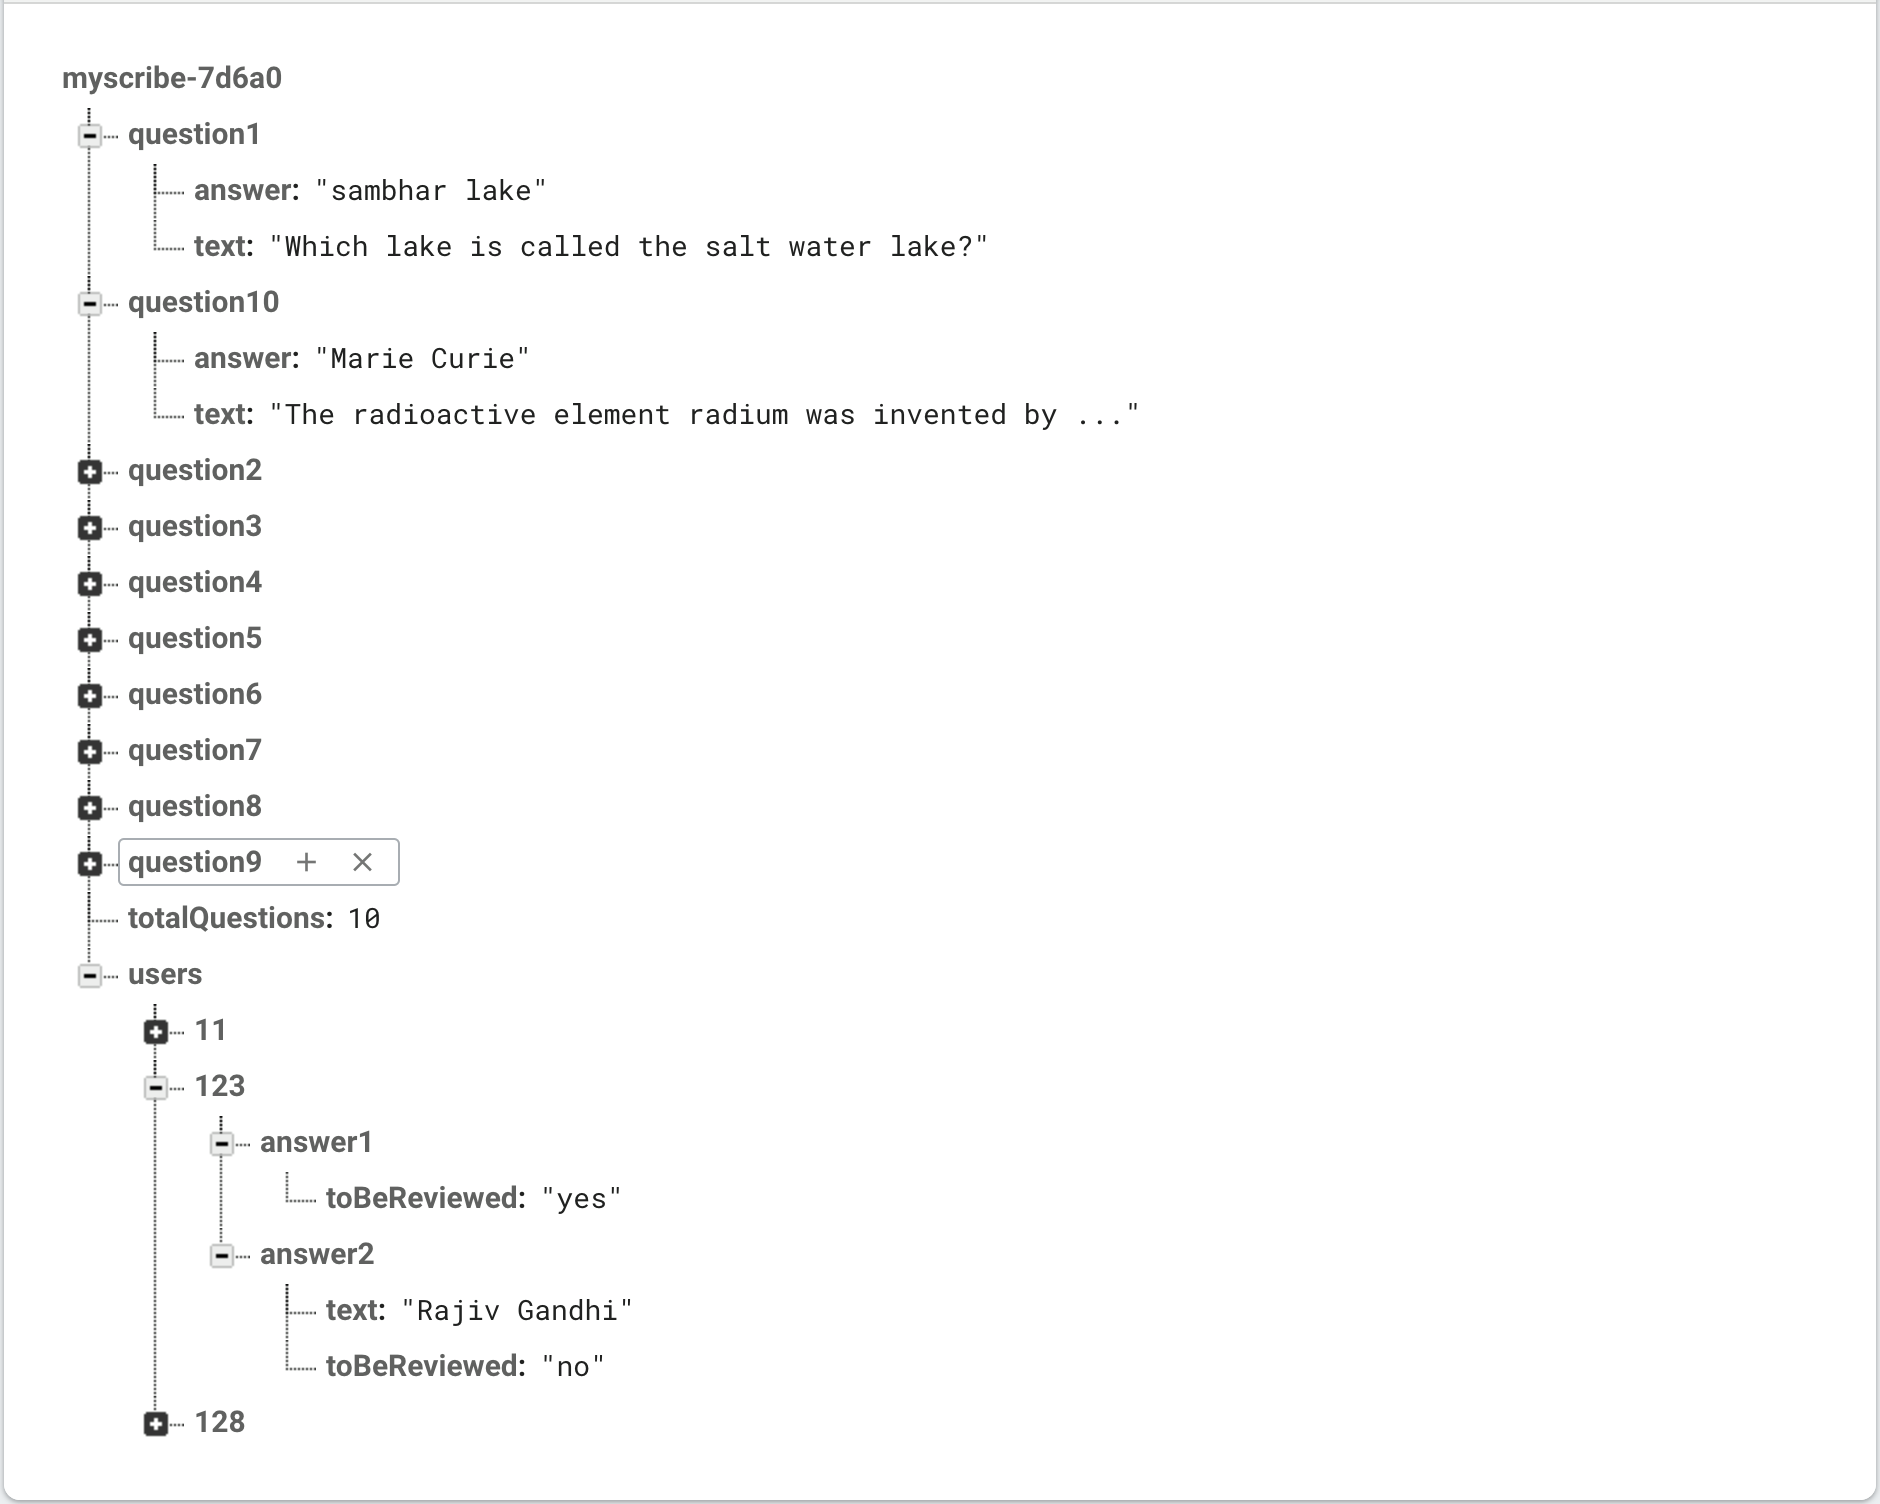 myscribe-7d6a0
question1
answer: "sambhar lake"
text: "Which lake is called the salt water lake?"
question10
answer: "Marie Curie"
text: "The radioactive element radium was invented by ..."
question2
question3
question4
question5
question6
question7
question8
question9
totalQuestions: 10
users
11
123
answer1
toBeReviewed: "yes"
answer2
text: "Rajiv Gandhi"
toBeReviewed: "no"
128